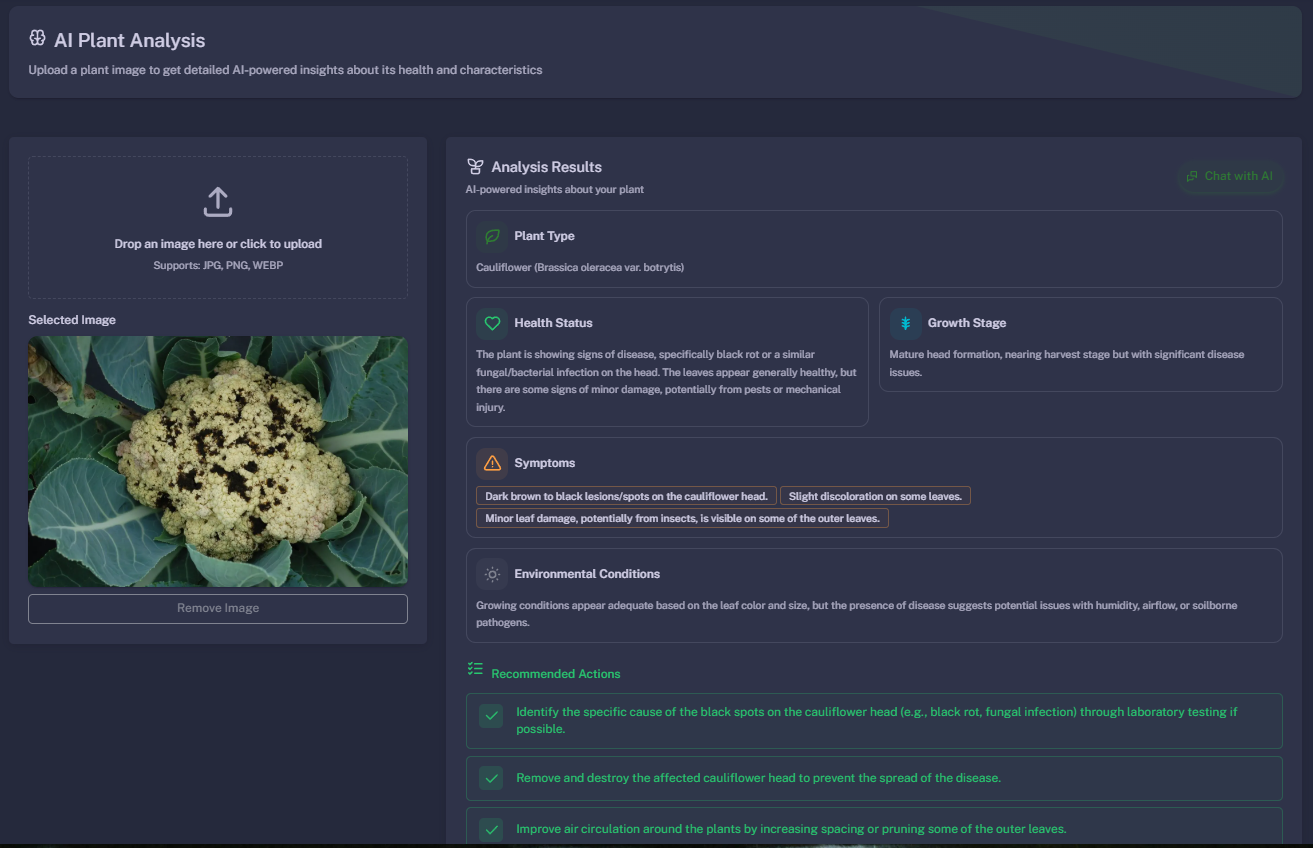 AI Plant Analysis
Upload a plant image to get detailed AI-powered insights about its health and characteristics
Drop an image here or click to upload
Supports: JPG, PNG, WEBP
Selected Image
Remove Image
Analysis Results
AI-powered insights about your plant
Chat with AI
Plant Type
Cauliflower (Brassica oleracea var. botrytis)
Health Status
The plant is showing signs of disease, specifically black rot or a similar
fungal/bacterial infection on the head. The leaves appear generally healthy, but
there are some signs of minor damage, potentially from pests or mechanical
injury.
Growth Stage
Mature head formation, nearing harvest stage but with significant disease
issues.
Symptoms
Dark brown to black lesions/spots on the cauliflower head.
Slight discoloration on some leaves.
Minor leaf damage, potentially from insects, is visible on some of the outer leaves.
Environmental Conditions
Growing conditions appear adequate based on the leaf color and size, but the presence of disease suggests potential issues with humidity, airflow, or soilborne
pathogens.
Recommended Actions
Identify the specific cause of the black spots on the cauliflower head (e.g., black rot, fungal infection) through laboratory testing if
possible.
Remove and destroy the affected cauliflower head to prevent the spread of the disease.
Improve air circulation around the plants by increasing spacing or pruning some of the outer leaves.